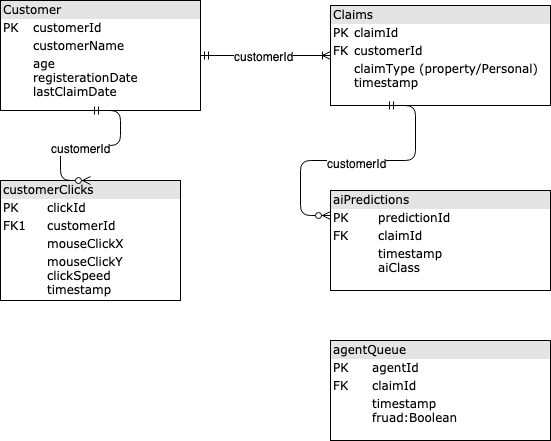 Customer
PK customerId
customerName
age
registerationDate
lastClaimDate
customerId
Claims
PK claimId
FK customerId
claimType (property/Personal)
timestamp
customerId
customerId
customerClicks
PK clickId
FK1 customerId
mouseClickX
mouseClickY
clickSpeed
timestamp
aiPredictions
PK predictionId
FK claimId
timestamp
aiClass
agentQueue
PK agentId
FK claimId
timestamp
fruad:Boolean